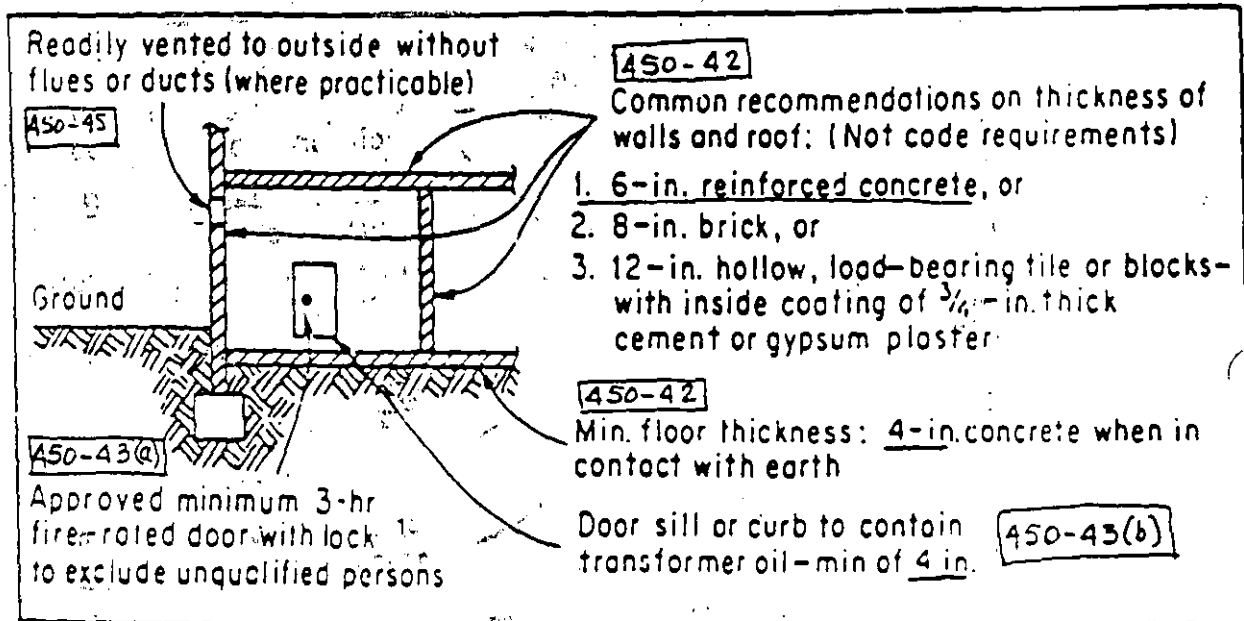 Readily vented to outside without
flues or ducts (where practicable)
450-45
Ground
450-43(a)
Approved minimum 3-hr
fire-rated door with lock
to exclude unqualified persons
450-42
Common recommendations on thickness of
walls and roof: (Not code requirements)
1. 6-in. reinforced concrete, or
2. 8-in. brick, or
3. 12-in. hollow, load-bearing tile or blocks-
with inside coating of 3/4-in. thick
cement or gypsum plaster
450-42
Min. floor thickness: 4-in. concrete when in
contact with earth
Door sill or curb to contain
transformer oil-min of 4 in.
450-43(b)